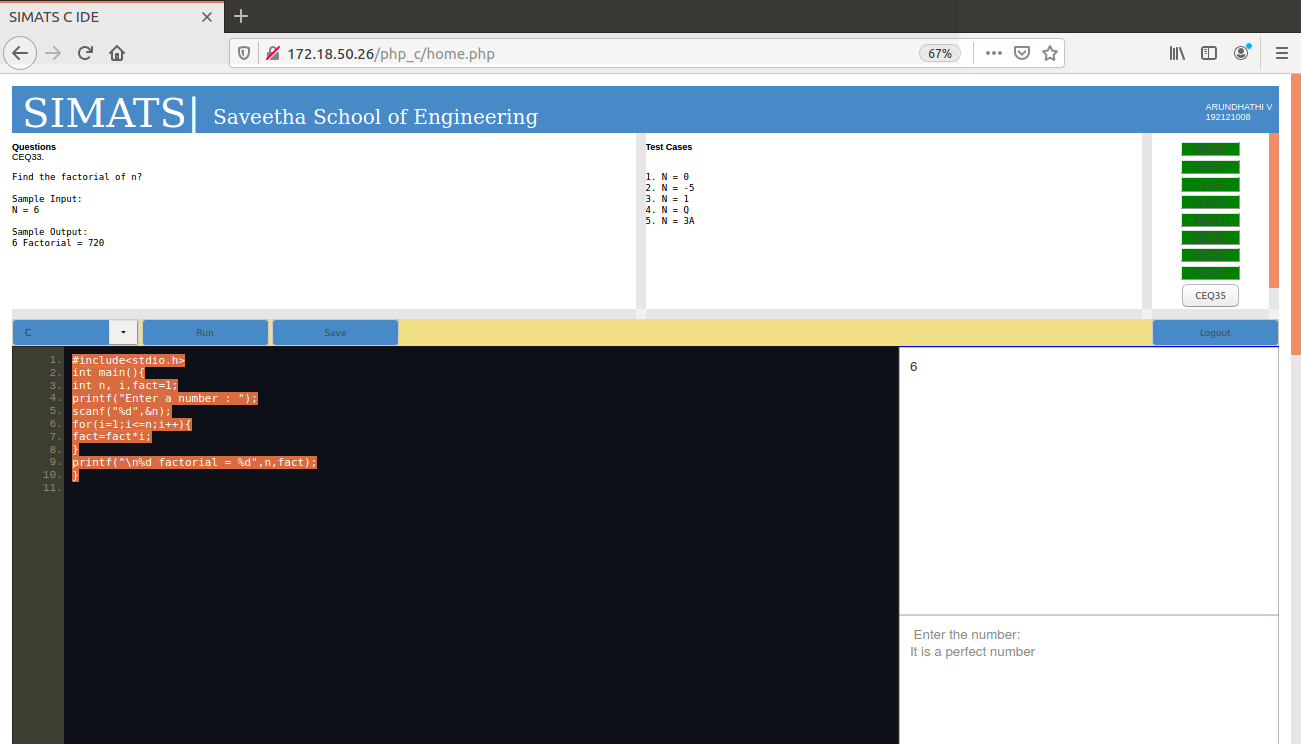 SIMATS C IDE
172.18.50.26/php_c/home.php
67%
SIMATS| Saveetha School of Engineering
ARUNDHATHI V
192121008
Questions
CEQ33.
Find the factorial of n?
Sample Input:
N = 6
Sample Output:
6 Factorial = 720
Test Cases
1. N = 0
2. N = -5
3. N = 1
4. N = Q
5. N = 3A
CEQ35
C
Run
Save
Logout
1. #include<stdio.h>
2. int main(){
3. int n, i,fact=1;
4. printf("Enter a number : ");
5. scanf("%d",&n);
6. for(i=1;i<=n;i++){
7. fact=fact*i;
8. }
9. printf("\n%d factorial = %d",n,fact);
10. }
11.
6
Enter the number:
It is a perfect number